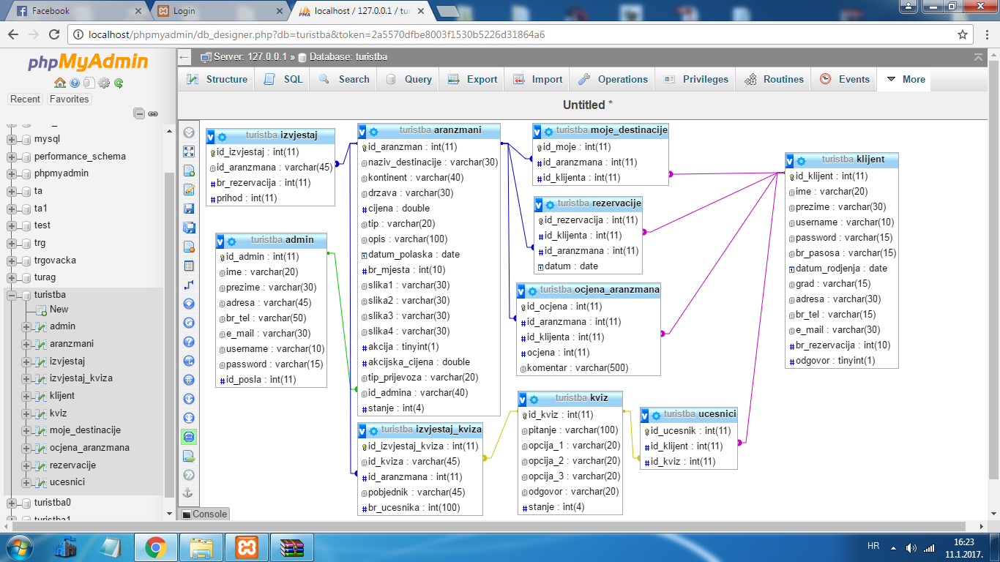 Facebook
Login
localhost / 127.0.0.1 / tur
localhost/phpmyadmin/db_designer.php?db=turistba&token=2a5570dfbe8003f1530b5226d31864a6
phpMyAdmin
Recent
Favorites
mysql
performance_schema
phpmyadmin
ta
ta1
test
trg
trgovacka
turag
turistba
New
admin
aranzmani
izvjestaj
izvjestaj_kviza
klijent
kviz
moje_destinacije
ocjena_aranzmana
rezervacije
ucesnici
turistba0
turistba1
Server: 127.0.0.1 » Database: turistba
Structure
SQL
Search
Query
Export
Import
Operations
Privileges
Routines
Events
More
Untitled *
turistba izvjestaj
id_izvjestaj : int(11)
id_aranzmana : varchar(45)
br_rezervacija : int(11)
prihod : int(11)
turistba admin
id_admin : int(11)
ime : varchar(20)
prezime : varchar(30)
adresa : varchar(45)
br_tel : varchar(50)
e_mail : varchar(30)
username : varchar(10)
password : varchar(15)
id_posla : int(11)
turistba aranzmani
id_aranzman : int(11)
naziv_destinacije : varchar(30)
kontinent : varchar(40)
drzava : varchar(30)
cijena : double
tip : varchar(20)
opis : varchar(100)
datum_polaska : date
br_mjesta : int(10)
slika1 : varchar(30)
slika2 : varchar(30)
slika3 : varchar(30)
slika4 : varchar(30)
akcija : tinyint(1)
akcijska_cijena : double
tip_prijevoza : varchar(20)
id_admina : varchar(40)
stanje : int(4)
turistba izvjestaj_kviza
id_izvjestaj_kviza : int(11)
id_kviza : varchar(45)
id_aranzmana : int(11)
pobjednik : varchar(45)
br_ucesnika : int(100)
turistba moje_destinacije
id_moje : int(11)
id_aranzmana : int(11)
id_klijenta : int(11)
turistba rezervacije
id_rezervacija : int(11)
id_klijenta : int(11)
id_aranzmana : int(11)
datum : date
turistba ocjena_aranzmana
id_ocjena : int(11)
id_aranzmana : int(11)
id_klijenta : int(11)
ocjena : int(11)
komentar : varchar(500)
turistba kviz
id_kviz : int(11)
pitanje : varchar(100)
opcija_1 : varchar(20)
opcija_2 : varchar(20)
opcija_3 : varchar(20)
odgovor : varchar(20)
stanje : int(4)
turistba ucesnici
id_ucesnik : int(11)
id_klijent : int(11)
id_kviz : int(11)
turistba klijent
id_klijent : int(11)
ime : varchar(20)
prezime : varchar(30)
username : varchar(10)
password : varchar(15)
br_pasosa : varchar(15)
datum_rodjenja : date
grad : varchar(15)
adresa : varchar(30)
br_tel : varchar(15)
e_mail : varchar(30)
br_rezervacija : int(10)
odgovor : tinyint(1)
Console
HR
16:23
11.1.2017.